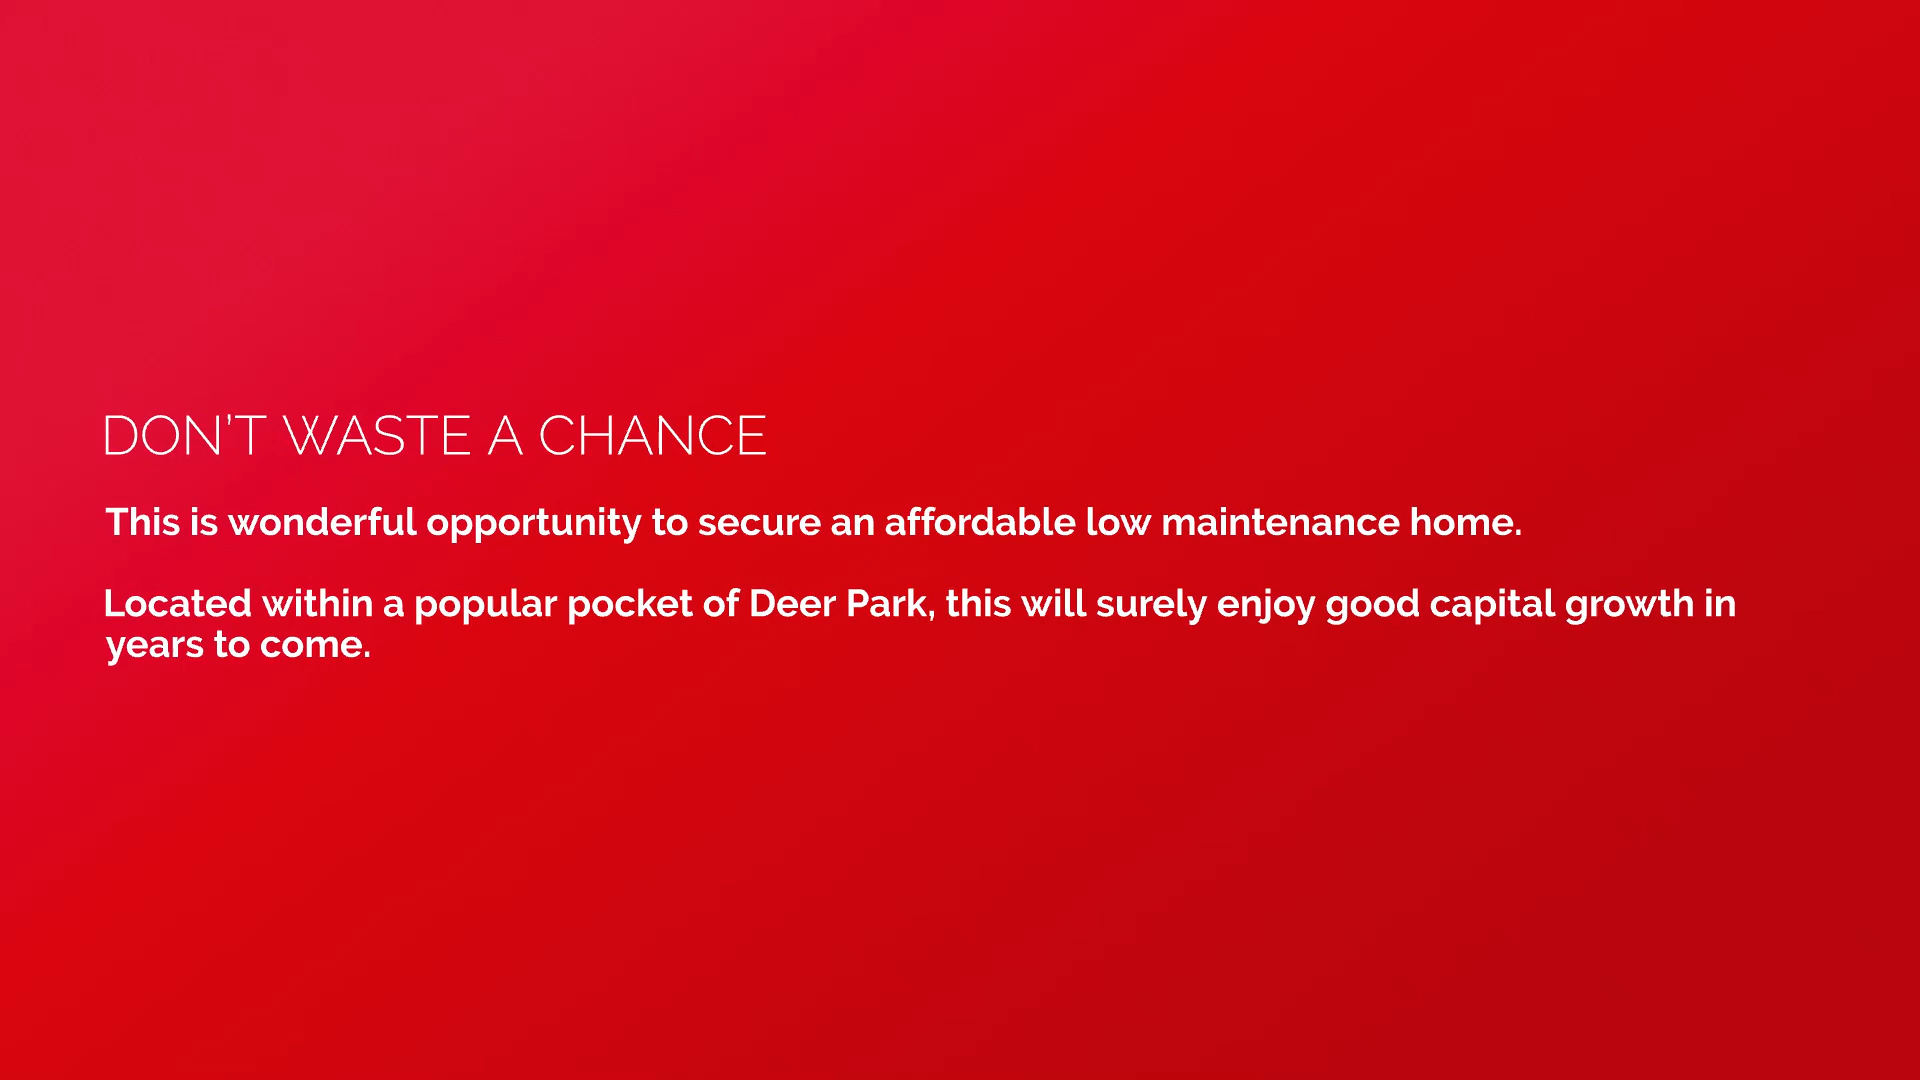 DON'T WASTE A CHANCE
This is wonderful opportunity to secure an affordable low maintenance home.
Located within a popular pocket of Deer Park, this will surely enjoy good capital growth in
years to come.